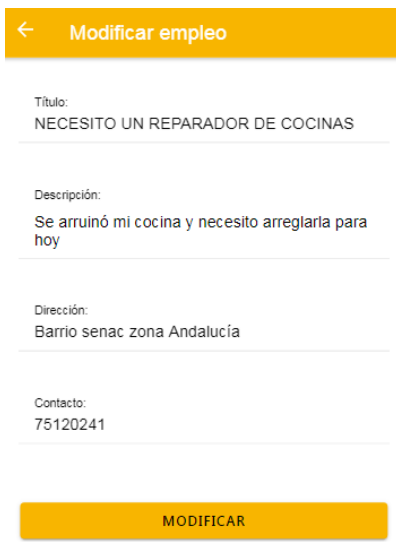 Modificar empleo
Título:
NECESITO UN REPARADOR DE COCINAS
Descripción:
Se arruinó mi cocina y necesito arreglarla para
hoy
Dirección:
Barrio senac zona Andalucía
Contacto:
75120241
MODIFICAR